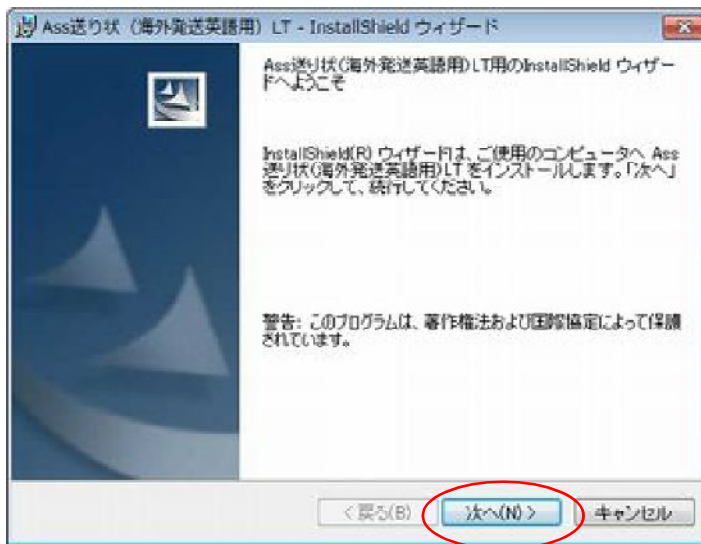 Ass送り状（海外発送英語用）LT - InstallShield ウィザード
Ass送り状(海外発送英語用)LT用のInstallShield ウィザー
ドへようこそ
InstallShield(R) ウィザードは、ご使用のコンピュータへ Ass
送り状(海外発送英語用)LT をインストールします。「次へ」
をクリックして、続行してください。
警告: このプログラムは、著作権法および国際協定によって保護
されています。
< 戻る(B)
次へ(N) >
キャンセル